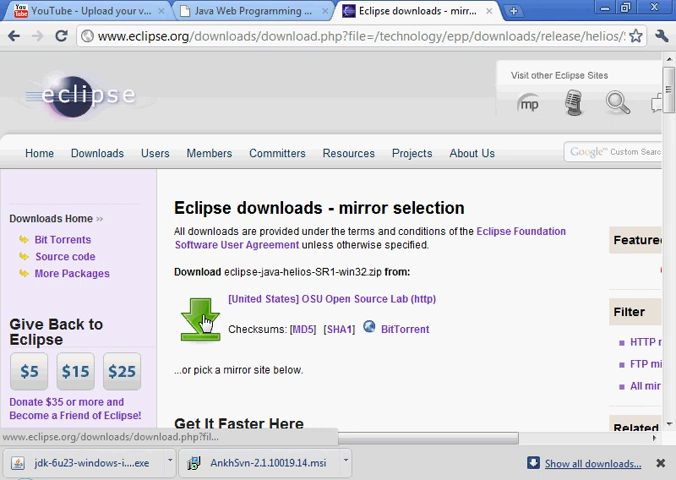 YouTube - Upload your v...
Java Web Programming ...
Eclipse downloads - mirr...
www.eclipse.org/downloads/download.php?file=/technology/epp/downloads/release/helios/
eclipse
Visit other Eclipse Sites
mp
Home Downloads Users Members Committers Resources Projects About Us
Google™ Custom Searc
Downloads Home >>
Bit Torrents
Source code
More Packages
Give Back to
Eclipse
$5 $15 $25
Donate $35 or more and
Become a Friend of Eclipse!
Eclipse downloads - mirror selection
All downloads are provided under the terms and conditions of the Eclipse Foundation
Software User Agreement unless otherwise specified.
Download eclipse-java-helios-SR1-win32.zip from:
[United States] OSU Open Source Lab (http)
Checksums: [MD5] [SHA1] BitTorrent
...or pick a mirror site below.
Get It Faster Here
Feature
Filter
HTTP m
FTP mi
All mir
Related
www.eclipse.org/downloads/download.php?fil...
jdk-6u23-windows-i....exe
AnkhSvn-2.1.10019.14.msi
Show all downloads...